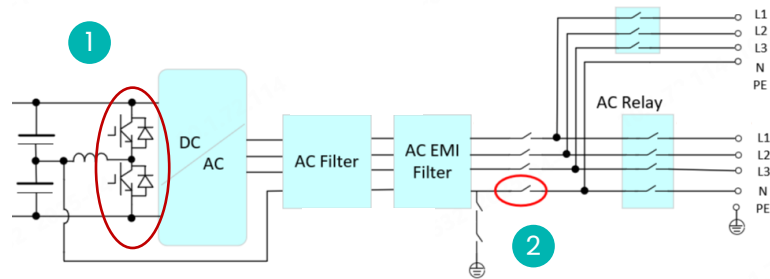 1
L1
L2
L3
N
PE
AC Relay
DC
AC
AC Filter
AC EMI
Filter
L1
L2
L3
N
PE
2